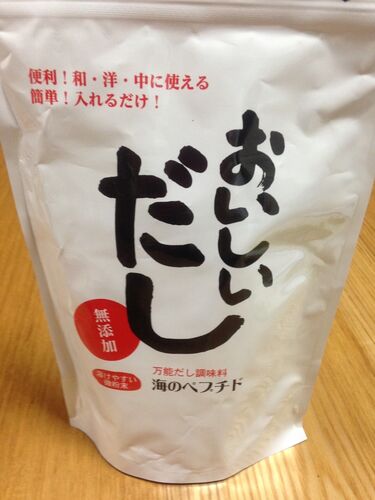 便利！和・洋・中に使える
簡単！入れるだけ！
おいしい
だし
無添加
万能だし調味料
溶けやすい
微粉末
海のペプチド